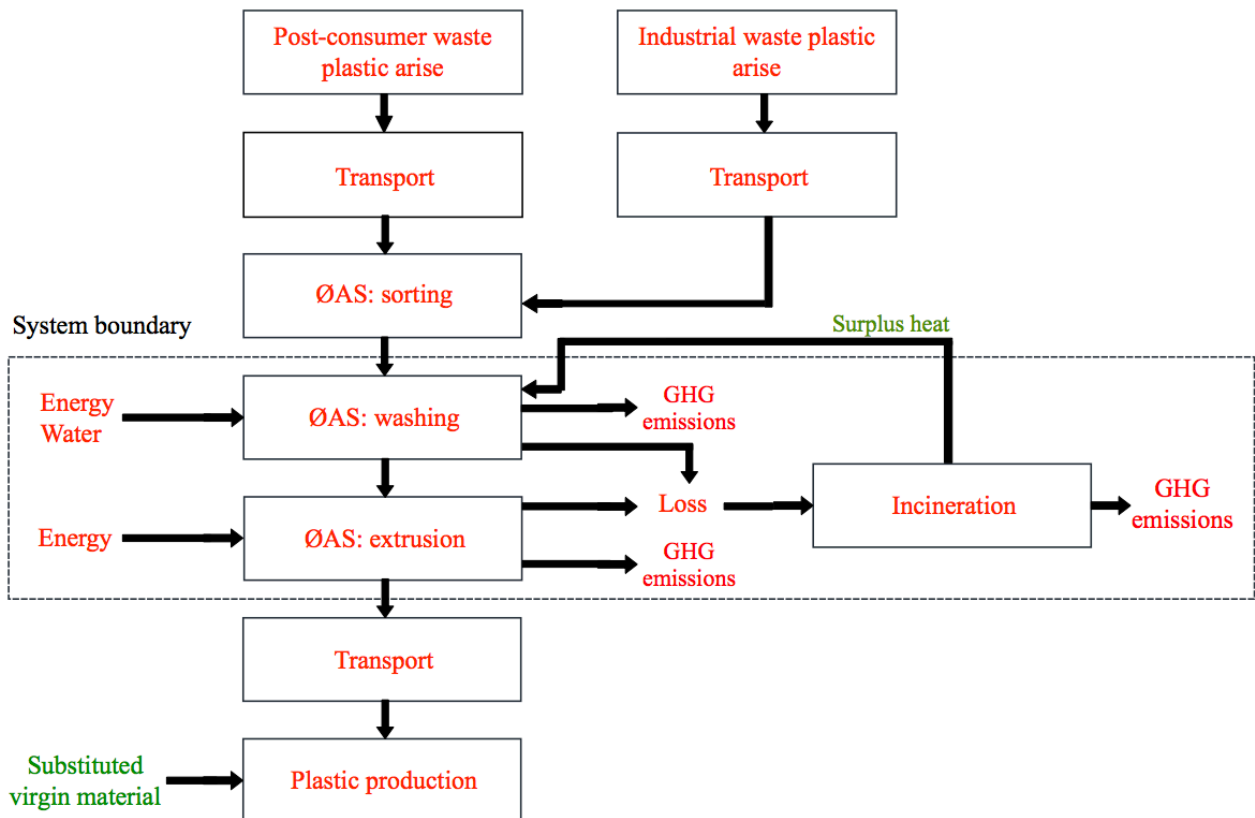 Post-consumer waste
plastic arise
Industrial waste plastic
arise
Transport
Transport
ØAS: sorting
System boundary
Surplus heat
Energy
Water
ØAS: washing
GHG
emissions
Energy
ØAS: extrusion
Loss
Incineration
GHG
emissions
GHG
emissions
Transport
Substituted
virgin material
Plastic production